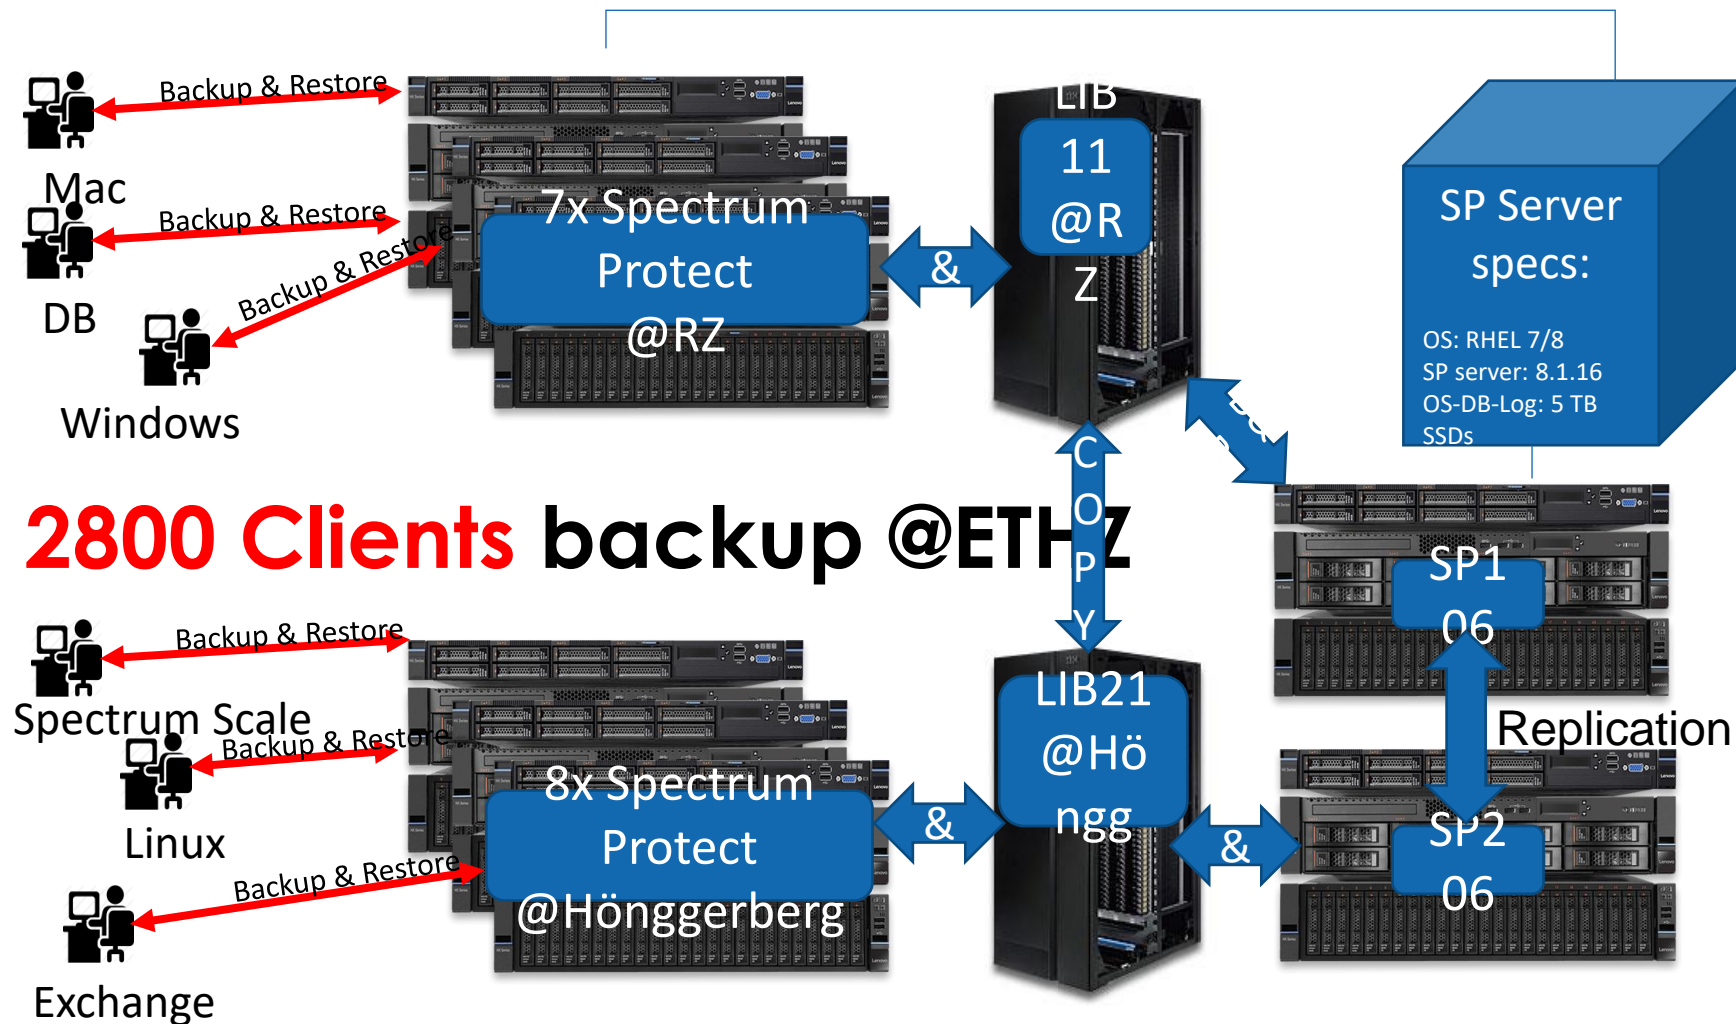 Backup & Restore
Mac
Backup & Restore
DB
Backup & Restore
Windows
7x Spectrum
Protect
@RZ
&
LIB
11
@R
Z
SP Server
specs:
OS: RHEL 7/8
SP server: 8.1.16
OS-DB-Log: 5 TB
SSDs
&
C
O
P
Y
2800 Clients backup @ETHZ
SP1
06
Replication
SP2
06
Backup & Restore
Spectrum Scale
Backup & Restore
Linux
Backup & Restore
Exchange
8x Spectrum
Protect
@Hönggerberg
&
LIB21
@Hö
ngg
&